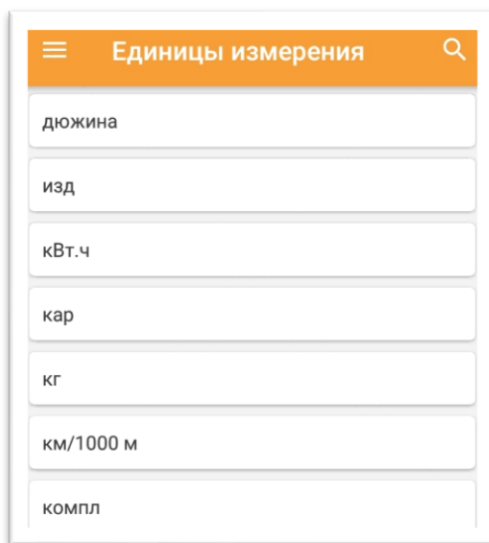 Единицы измерения
дюжина
изд
кВт.ч
кар
кг
км/1000 м
компл